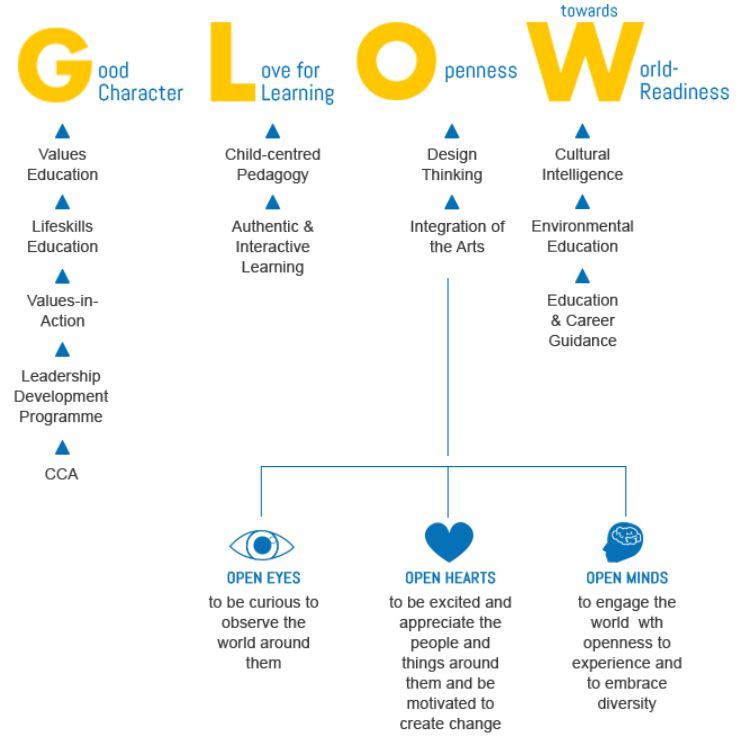 Good Character
Values
Education
Lifeskills
Education
Values-in-
Action
Leadership
Development
Programme
CCA
Love for Learning
Child-centred
Pedagogy
Authentic &
Interactive
Learning
Openness
Design
Thinking
Integration of
the Arts
towards
World-
Readiness
Cultural
Intelligence
Environmental
Education
Education
& Career
Guidance
OPEN EYES
to be curious to
observe the
world around
them
OPEN HEARTS
to be excited and
appreciate the
people and
things around
them and be
motivated to
create change
OPEN MINDS
to engage the
world wth
openness to
experience and
to embrace
diversity